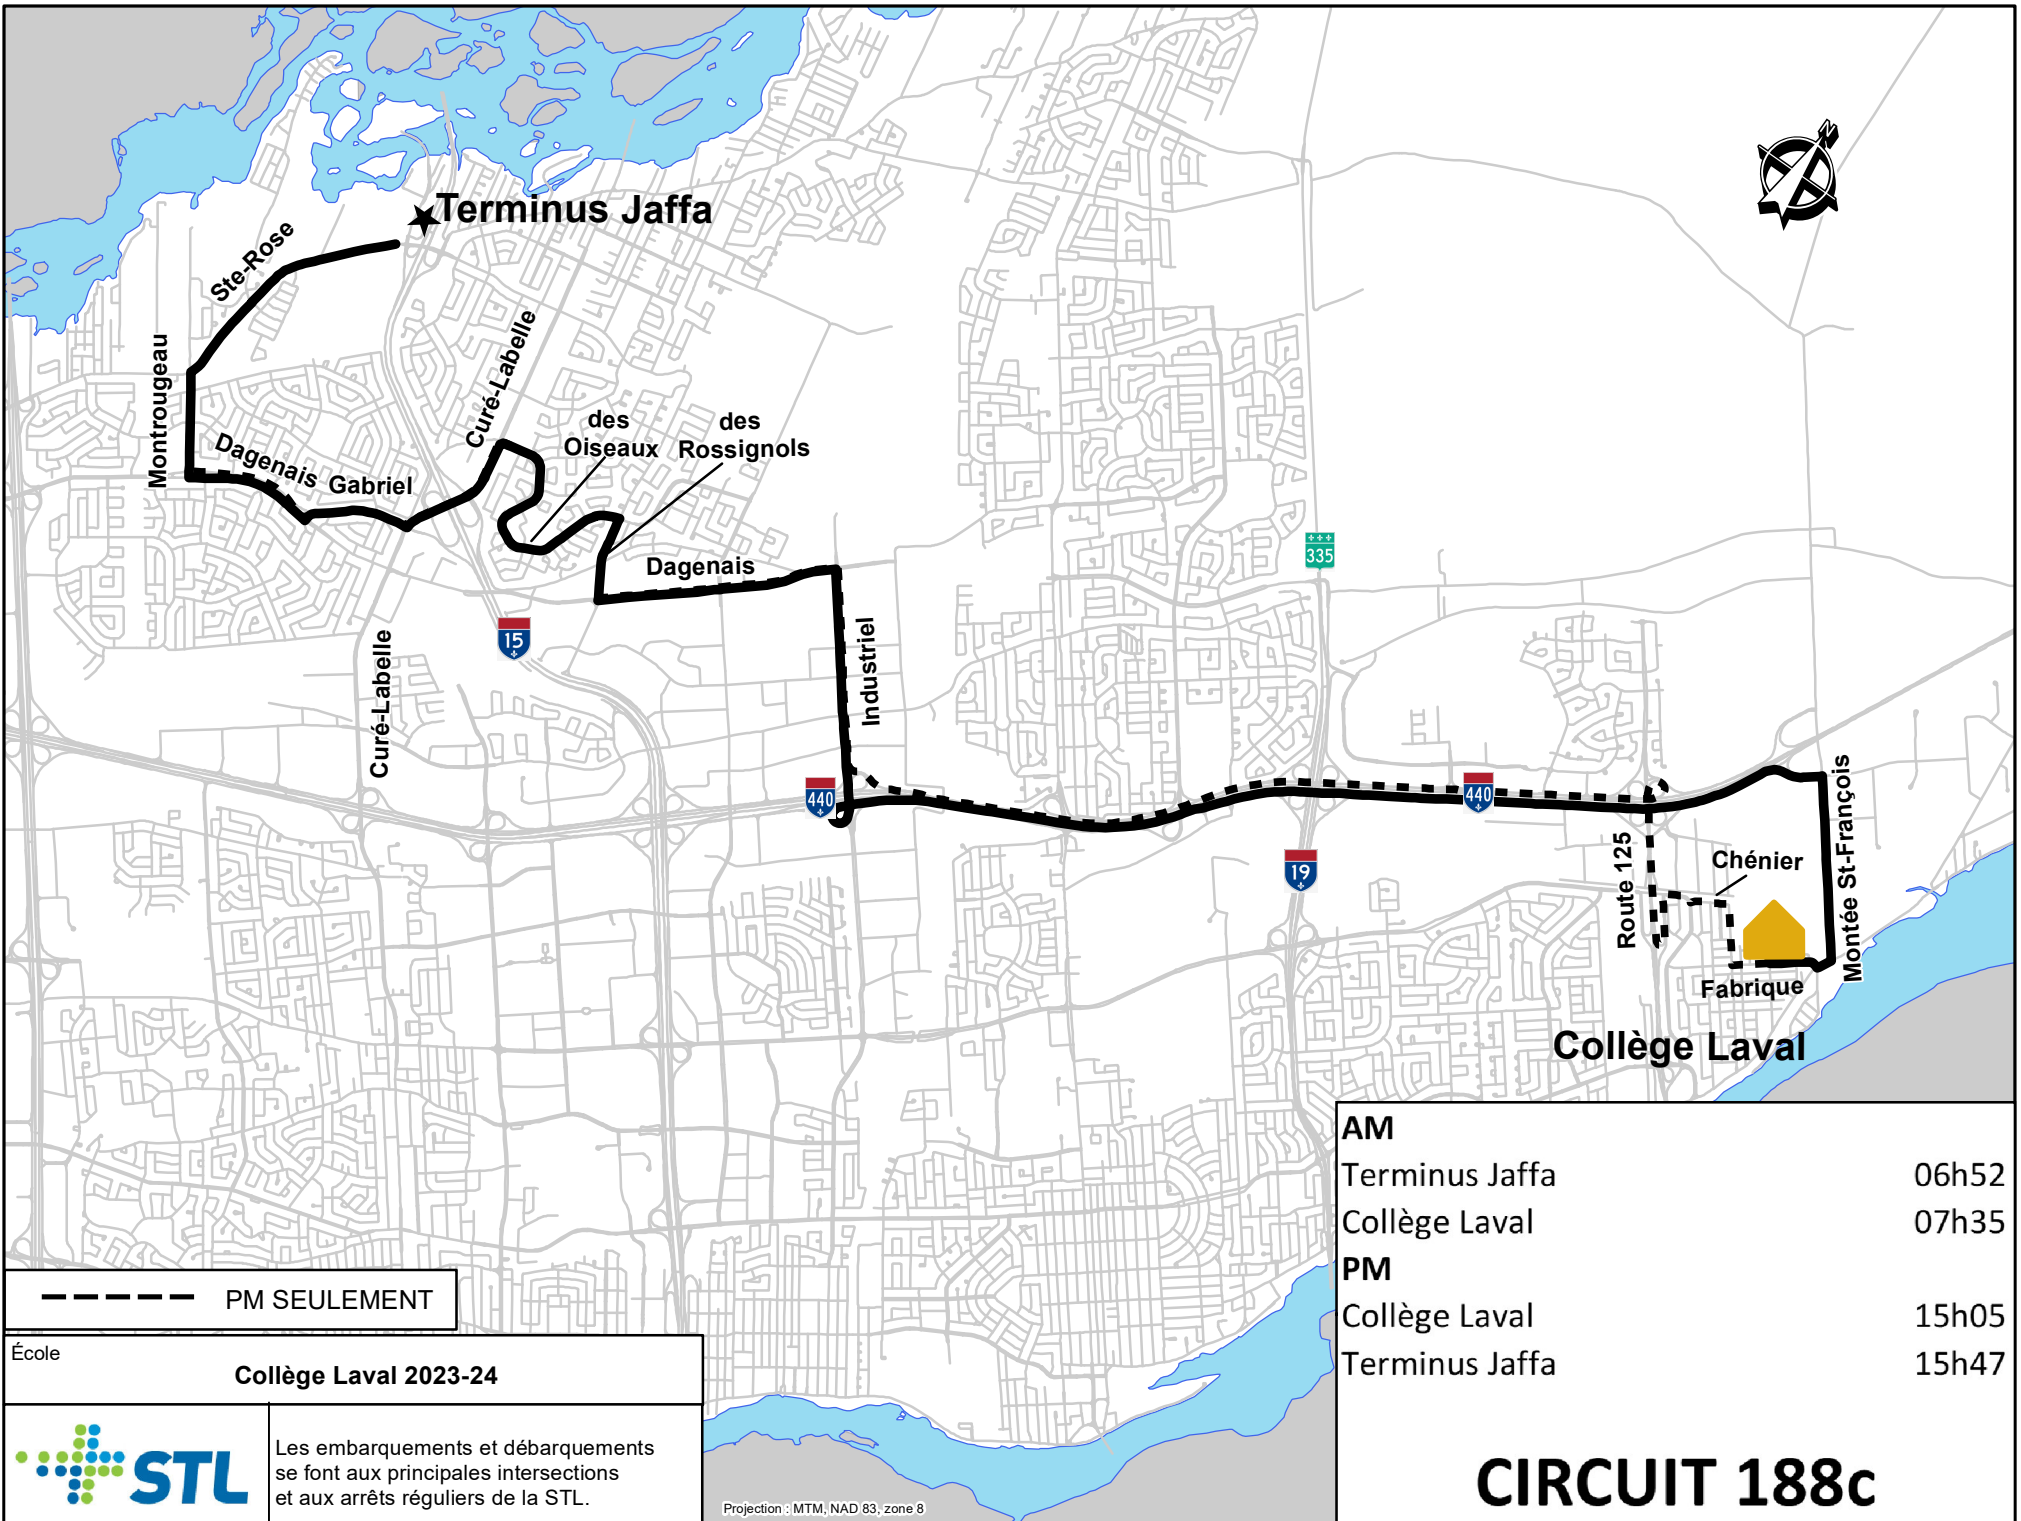 N
Terminus Jaffa
Ste-Rose
Montrougeau
Curé-Labelle
des
Oiseaux
des
Rossignols
Dagenais
Gabriel
Dagenais
335
15
Industriel
Curé-Labelle
440
440
19
Route 125
Chénier
Montée St-François
Fabrique
Collège Laval
AM
Terminus Jaffa 06h52
Collège Laval 07h35
PM
Collège Laval 15h05
Terminus Jaffa 15h47
CIRCUIT 188c
PM SEULEMENT
École
Collège Laval 2023-24
STL
Les embarquements et débarquements
se font aux principales intersections
et aux arrêts réguliers de la STL.
Projection : MTM, NAD 83, zone 8